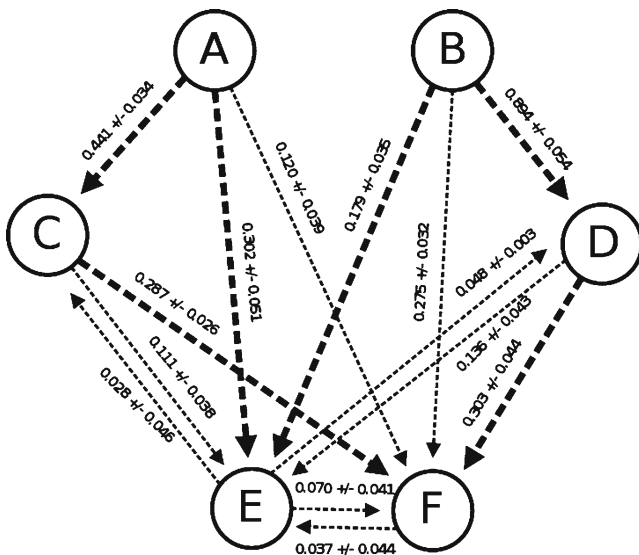 A
B
0.441 +/- 0.034
0.894 +/- 0.054
0.120 +/- 0.039
0.179 +/- 0.035
C
D
0.302 +/- 0.051
0.275 +/- 0.032
0.048 +/- 0.003
0.287 +/- 0.026
0.136 +/- 0.043
0.111 +/- 0.038
0.028 +/- 0.046
0.303 +/- 0.044
E
0.070 +/- 0.041
F
0.037 +/- 0.044